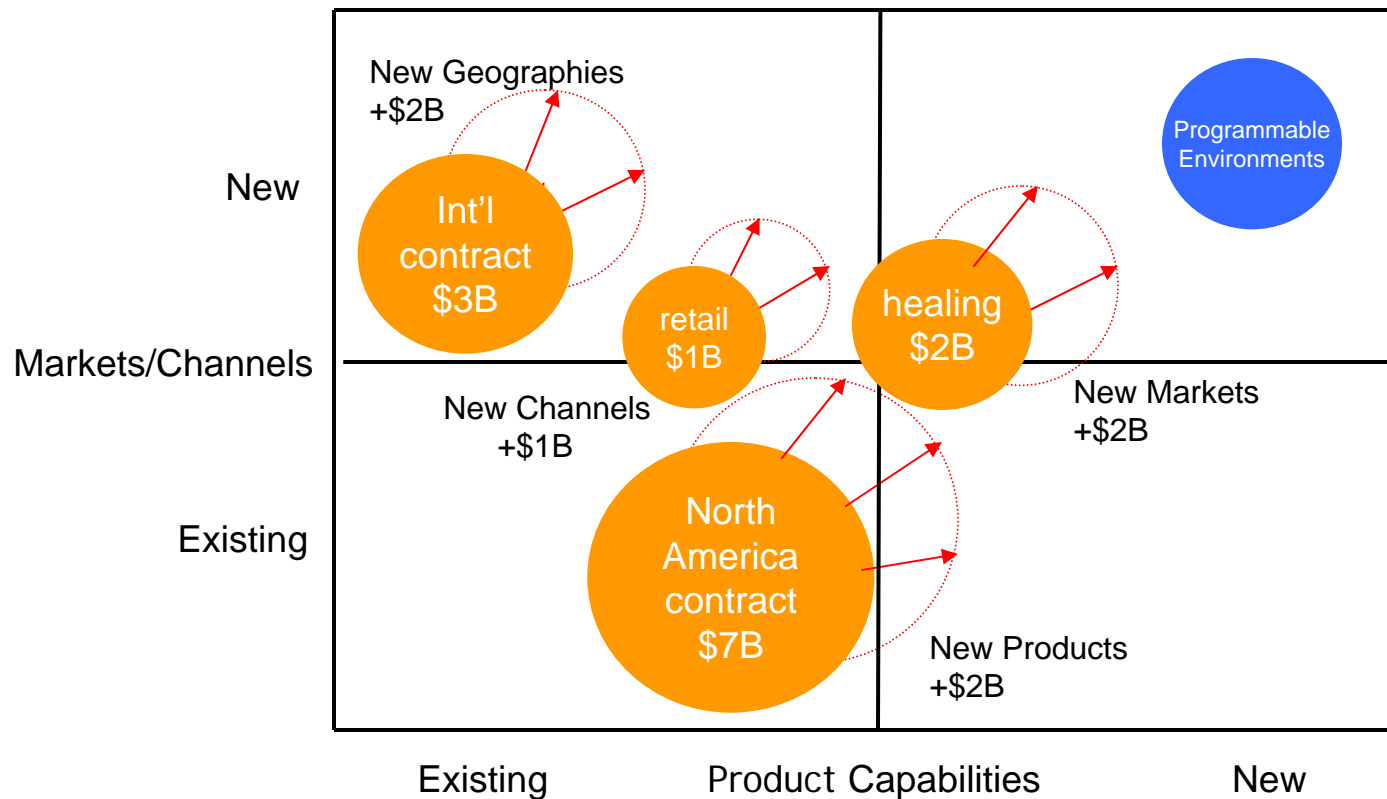 New Geographies
+$2B
Programmable
Environments
New
Int'l
contract
$3B
retail
$1B
healing
$2B
Markets/Channels
New Channels
+$1B
New Markets
+$2B
Existing
North
America
contract
$7B
New Products
+$2B
Existing
Product Capabilities
New